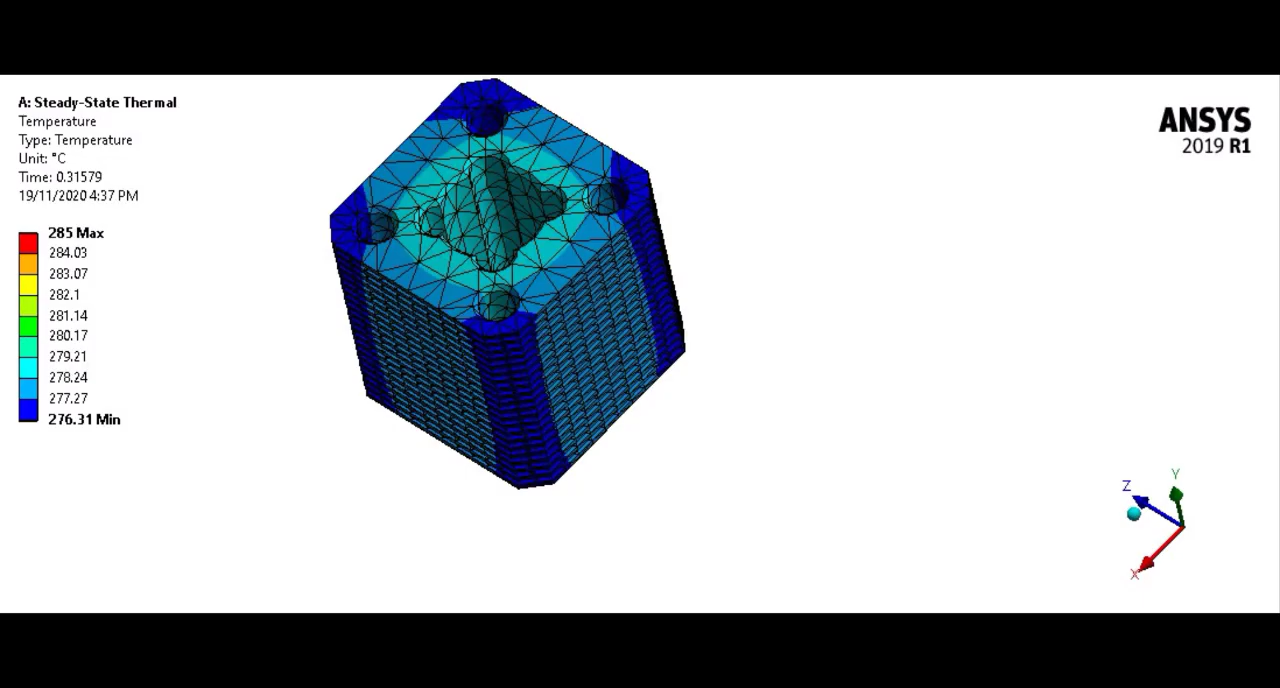 A: Steady-State Thermal
Temperature
Type: Temperature
Unit: °C
Time: 0.31579
19/11/2020 4:37 PM
285 Max
284.03
283.07
282.1
281.14
280.17
279.21
278.24
277.27
276.31 Min
ANSYS
2019 R1
Y
Z
X